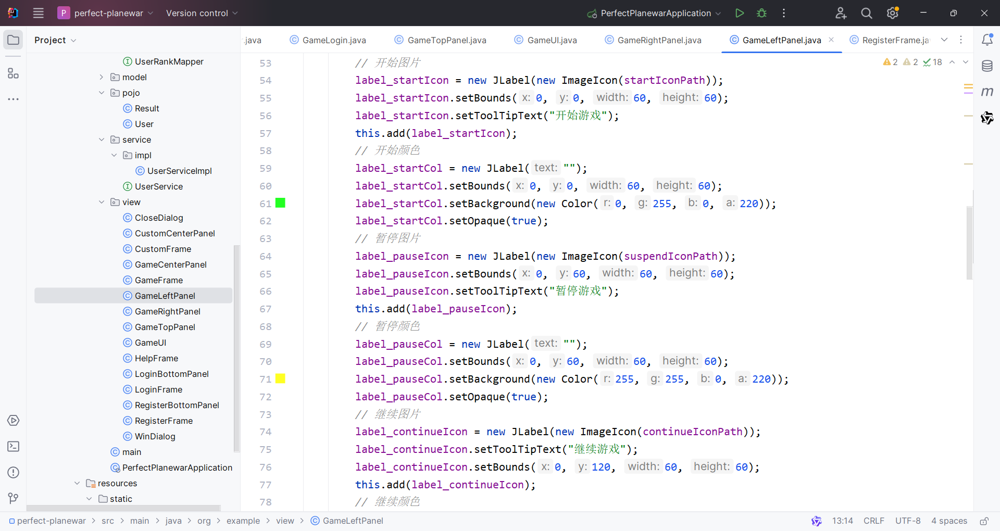 P perfect-planewar Version control PerfectPlanewarApplication
Project
.java GameLogin.java GameTopPanel.java GameUI.java GameRightPanel.java GameLeftPanel.java RegisterFrame.ja
UserRankMapper
model
pojo
Result
User
service
impl
UserServiceImpl
UserService
view
CloseDialog
CustomCenterPanel
CustomFrame
GameCenterPanel
GameFrame
GameLeftPanel
GameRightPanel
GameTopPanel
GameUI
HelpFrame
LoginBottomPanel
LoginFrame
RegisterBottomPanel
RegisterFrame
WinDialog
main
PerfectPlanewarApplication
resources
static
2 2 18
53 // 开始图片
54 label_startIcon = new JLabel(new ImageIcon(startIconPath));
55 label_startIcon.setBounds( x: 0, y: 0, width: 60, height: 60);
56 label_startIcon.setToolTipText("开始游戏");
57 this.add(label_startIcon);
58 // 开始颜色
59 label_startCol = new JLabel( text: "");
60 label_startCol.setBounds( x: 0, y: 0, width: 60, height: 60);
61 label_startCol.setBackground(new Color( r: 0, g: 255, b: 0, a: 220));
62 label_startCol.setOpaque(true);
63 // 暂停图片
64 label_pauseIcon = new JLabel(new ImageIcon(suspendIconPath));
65 label_pauseIcon.setBounds( x: 0, y: 60, width: 60, height: 60);
66 label_pauseIcon.setToolTipText("暂停游戏");
67 this.add(label_pauseIcon);
68 // 暂停颜色
69 label_pauseCol = new JLabel( text: "");
70 label_pauseCol.setBounds( x: 0, y: 60, width: 60, height: 60);
71 label_pauseCol.setBackground(new Color( r: 255, g: 255, b: 0, a: 220));
72 label_pauseCol.setOpaque(true);
73 // 继续图片
74 label_continueIcon = new JLabel(new ImageIcon(continueIconPath));
75 label_continueIcon.setToolTipText("继续游戏");
76 label_continueIcon.setBounds( x: 0, y: 120, width: 60, height: 60);
77 this.add(label_continueIcon);
78 // 继续颜色
perfect-planewar > src > main > java > org > example > view > GameLeftPanel 13:14 CRLF UTF-8 4 spaces